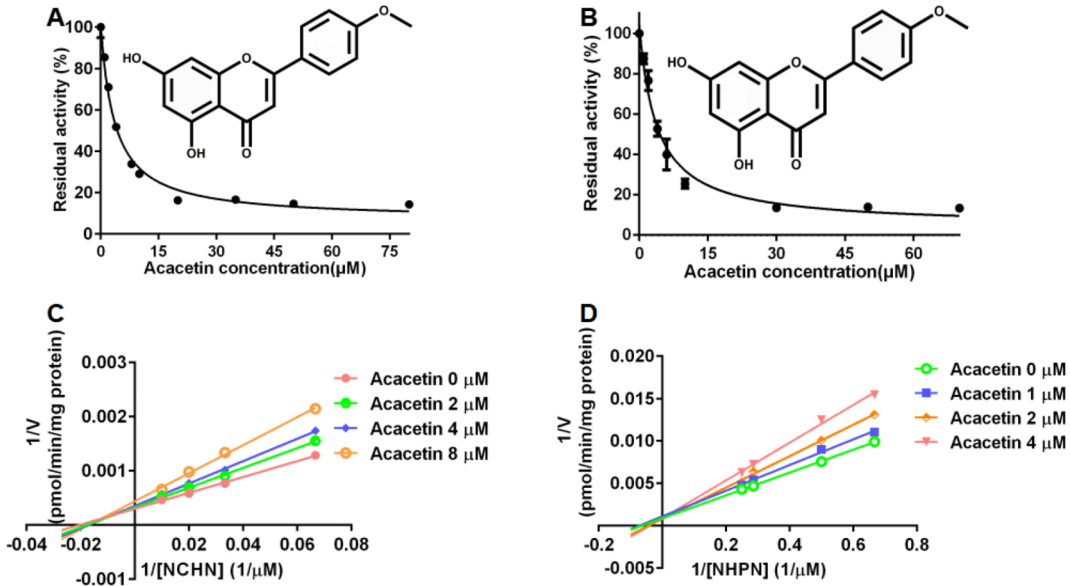 A
100
80
60
40
20
0
Residual activity (%)
0 15 30 45 60 75
Acacetin concentration(μM)
HO
O
O
OH O
B
100
80
60
40
20
0
Residual activity (%)
0 15 30 45 60
Acacetin concentration(μM)
HO
O
O
OH O
C
1/V
(pmol/min/mg protein)
0.003
0.002
0.001
-0.001
-0.04 -0.02 0.02 0.04 0.06 0.08
1/[NCHN] (1/μM)
Acacetin 0 μM
Acacetin 2 μM
Acacetin 4 μM
Acacetin 8 μM
D
1/V
(pmol/min/mg protein)
0.020
0.015
0.010
0.005
-0.005
-0.2 0.2 0.4 0.6 0.8
1/[NHPN] (1/μM)
Acacetin 0 μM
Acacetin 1 μM
Acacetin 2 μM
Acacetin 4 μM